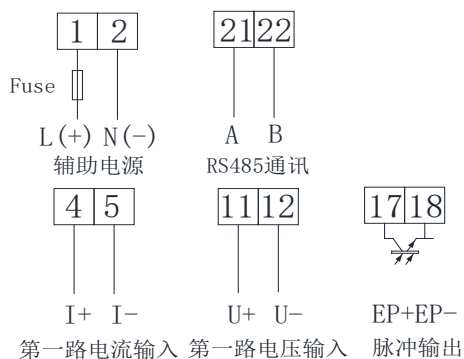 1 2
21 22
Fuse
L(+) N(-)
A B
辅助电源
RS485通讯
4 5
11 12
17 18
I+ I-
U+ U-
EP+EP-
第一路电流输入
第一路电压输入
脉冲输出